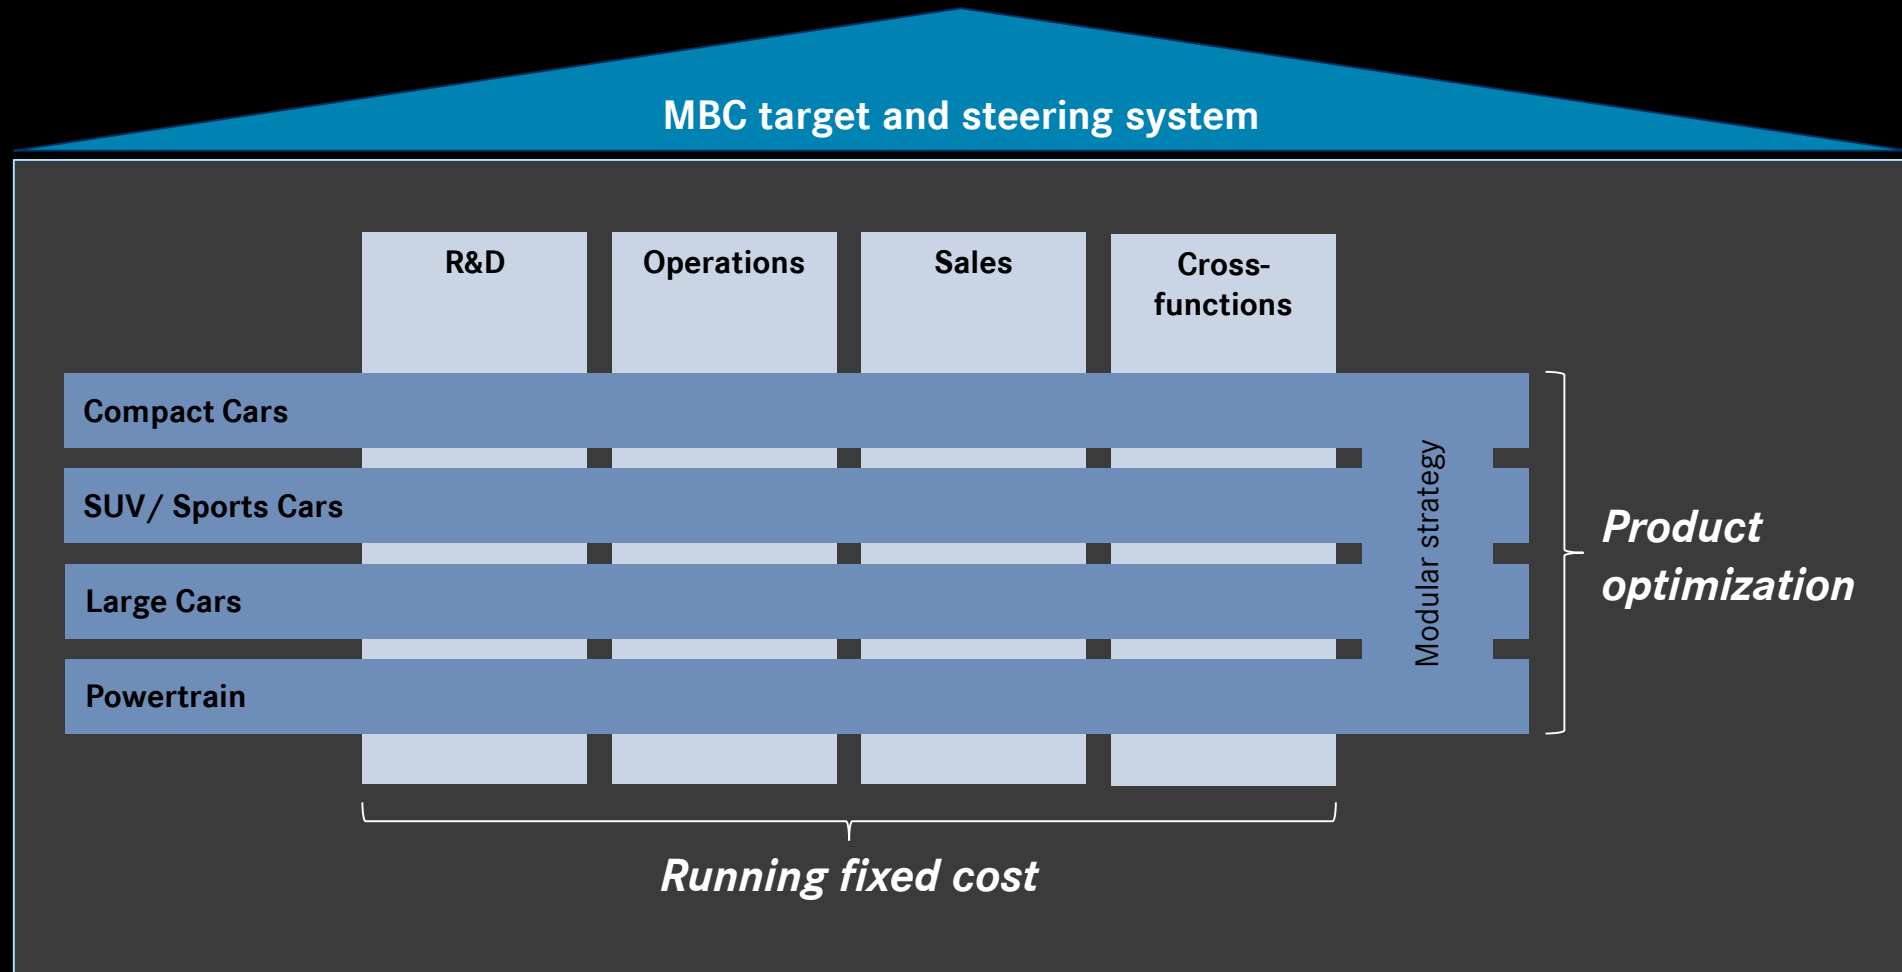 MBC target and steering system
R&D
Operations
Sales
Cross-
functions
Compact Cars
SUV/ Sports Cars
Large Cars
Powertrain
Modular strategy
Product
optimization
Running fixed cost